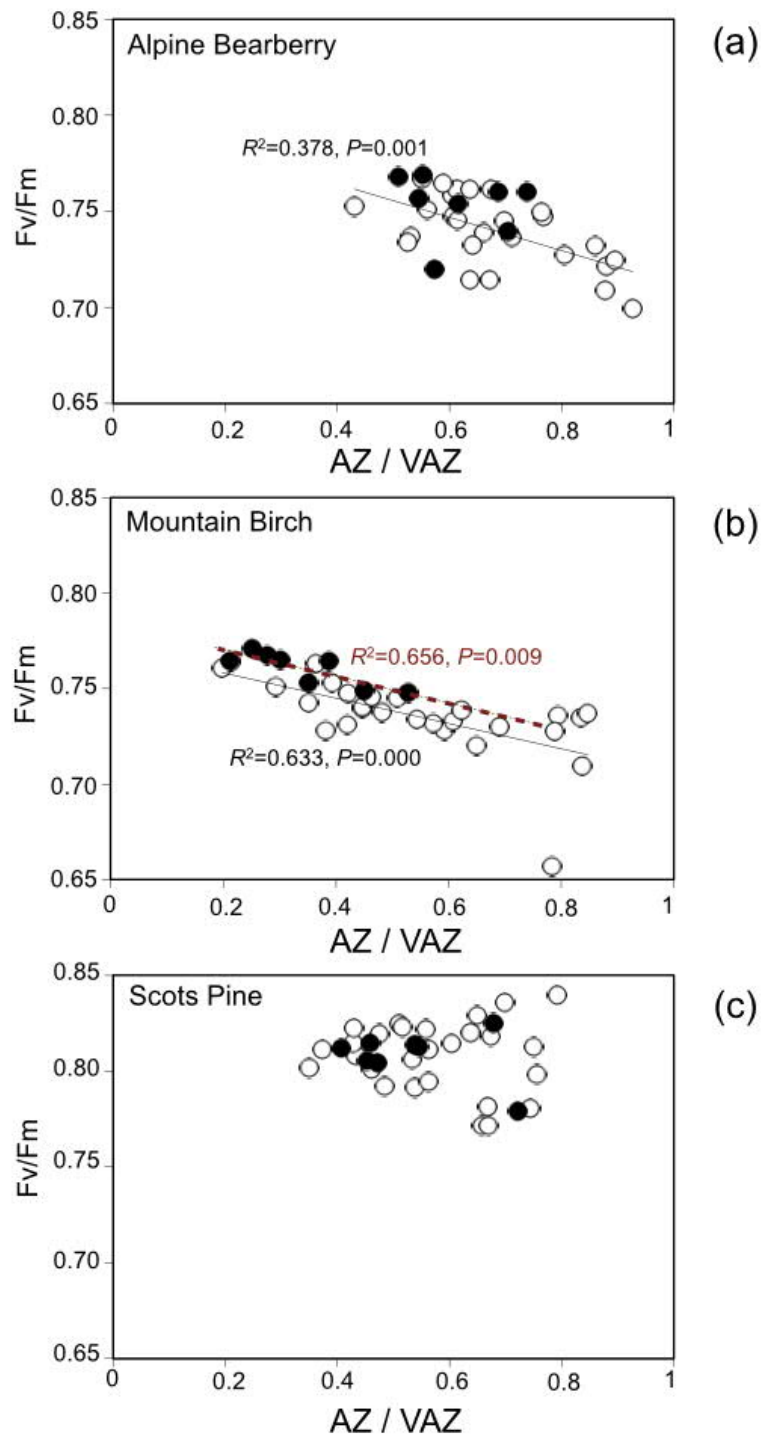 Alpine Bearberry
(a)
R²=0.378, P=0.001
Fv/Fm
0.85
0.80
0.75
0.70
0.65
0
0.2
0.4
0.6
0.8
1
AZ / VAZ
Mountain Birch
(b)
R²=0.656, P=0.009
R²=0.633, P=0.000
Fv/Fm
0.85
0.80
0.75
0.70
0.65
0
0.2
0.4
0.6
0.8
1
AZ / VAZ
Scots Pine
(c)
Fv/Fm
0.85
0.80
0.75
0.70
0.65
0
0.2
0.4
0.6
0.8
1
AZ / VAZ